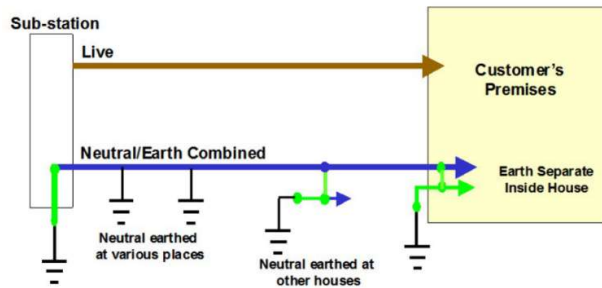 Sub-station
Live
Customer's
Premises
Neutral/Earth Combined
Earth Separate
Inside House
Neutral earthed
at various places
Neutral earthed at
other houses